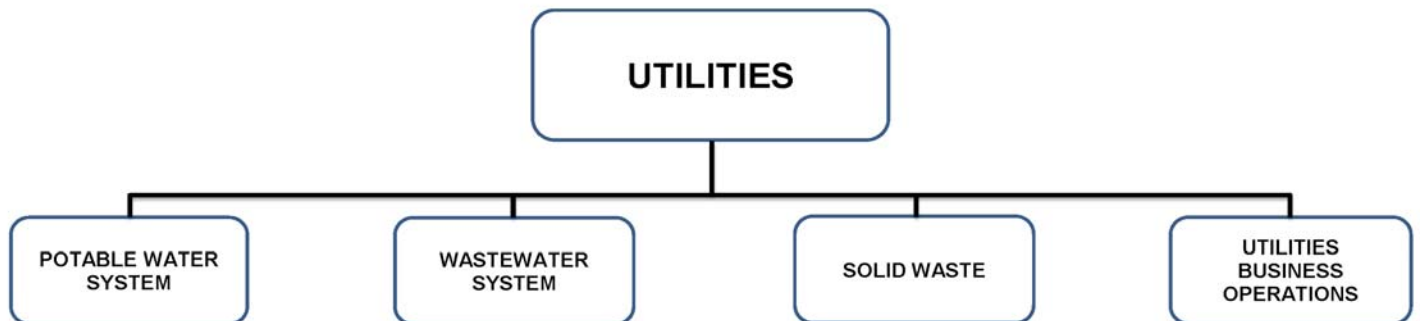 UTILITIES
POTABLE WATER
SYSTEM
WASTEWATER
SYSTEM
SOLID WASTE
UTILITIES
BUSINESS
OPERATIONS